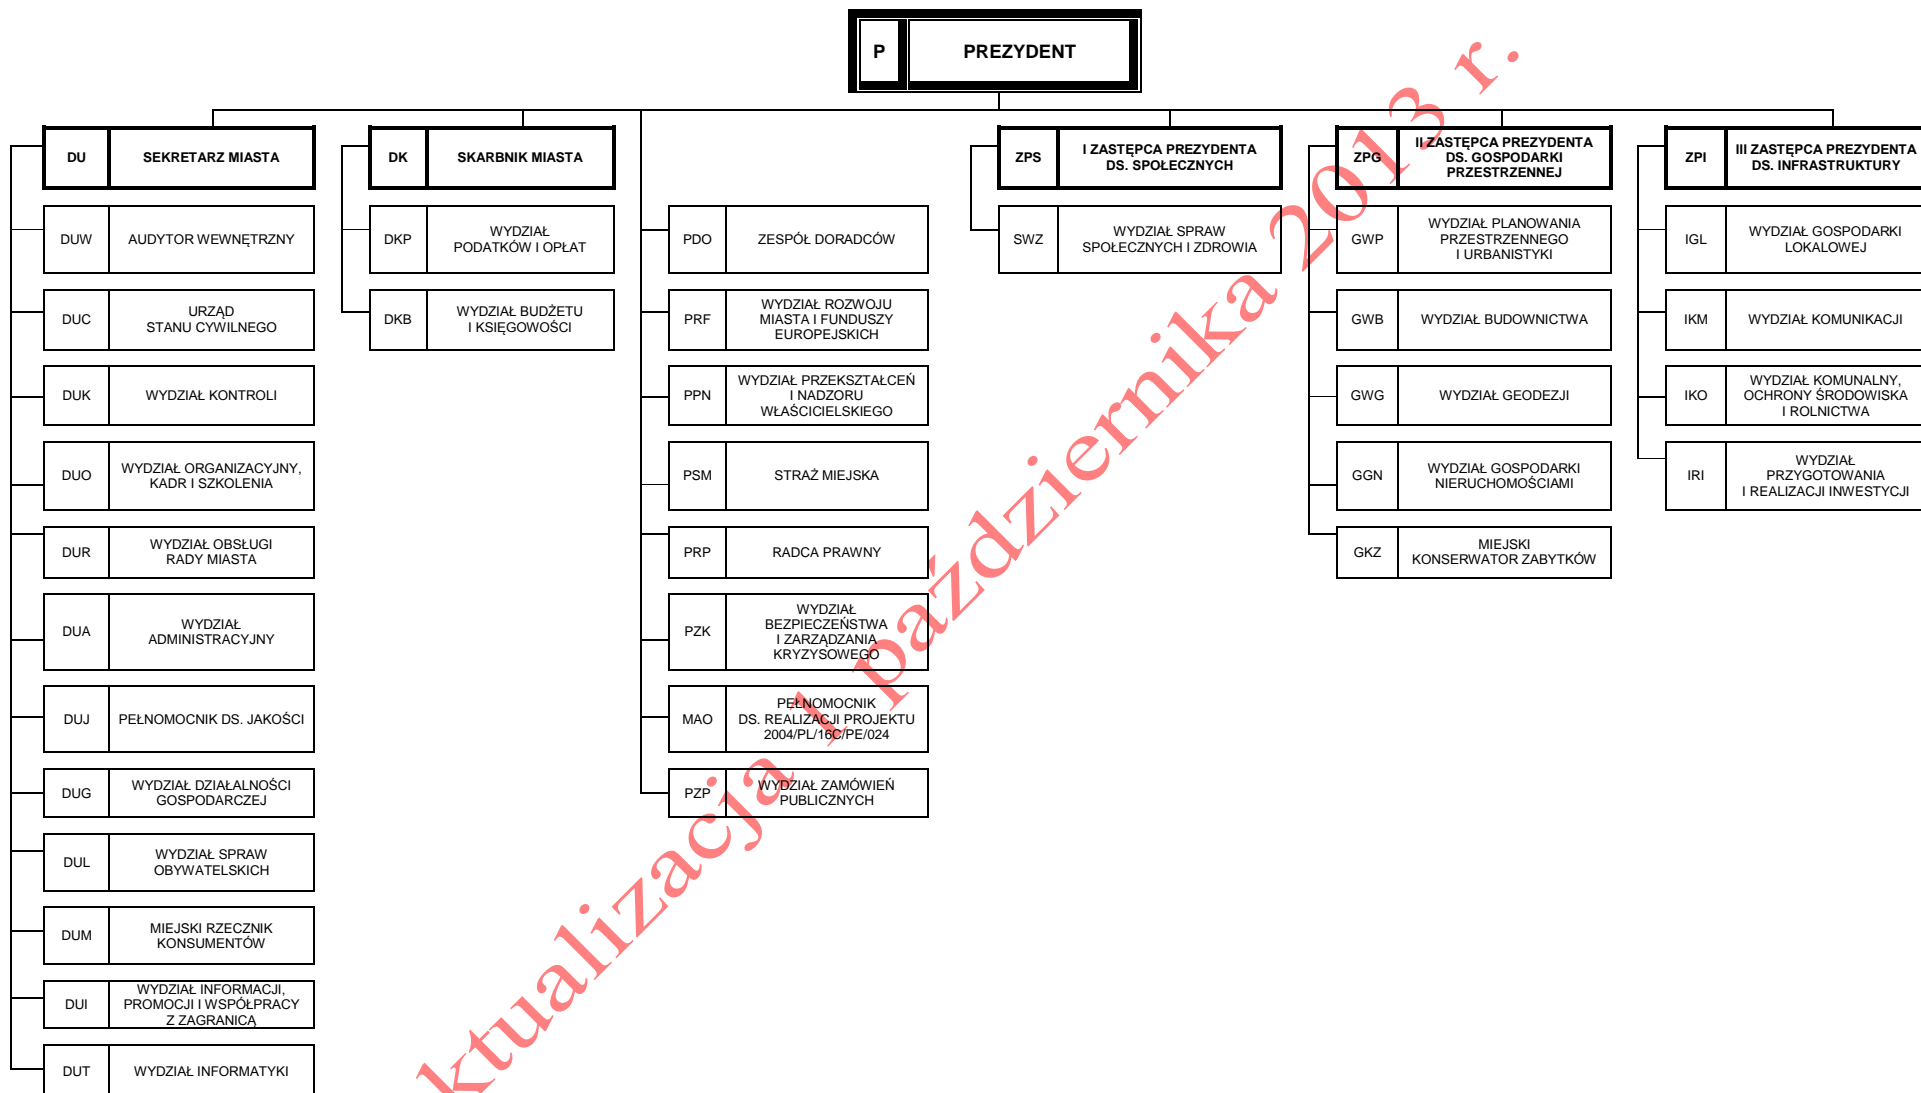 P
PREZYDENT
DU
SEKRETARZ MIASTA
DUW
AUDYTOR WEWNĘTRZNY
DUC
URZĄD
STANU CYWILNEGO
DUK
WYDZIAŁ KONTROLI
DUO
WYDZIAŁ ORGANIZACYJNY,
KADR I SZKOLENIA
DUR
WYDZIAŁ OBSŁUGI
RADY MIASTA
DUA
WYDZIAŁ
ADMINISTRACYJNY
DUJ
PEŁNOMOCNIK DS. JAKOŚCI
DUG
WYDZIAŁ DZIAŁALNOŚCI
GOSPODARCZEJ
DUL
WYDZIAŁ SPRAW
OBYWATELSKICH
DUM
MIEJSKI RZECZNIK
KONSUMENTÓW
DUI
WYDZIAŁ INFORMACJI,
PROMOCJI I WSPÓŁPRACY
Z ZAGRANICĄ
DUT
WYDZIAŁ INFORMATYKI
DK
SKARBNIK MIASTA
DKP
WYDZIAŁ
PODATKÓW I OPŁAT
DKB
WYDZIAŁ BUDŻETU
I KSIĘGOWOŚCI
PDO
ZESPÓŁ DORADCÓW
PRF
WYDZIAŁ ROZWOJU
MIASTA I FUNDUSZY
EUROPEJSKICH
PPN
WYDZIAŁ PRZEKSZTAŁCEŃ
I NADZORU
WŁAŚCICIELSKIEGO
PSM
STRAŻ MIEJSKA
PRP
RADCA PRAWNY
PZK
WYDZIAŁ
BEZPIECZEŃSTWA
I ZARZĄDZANIA
KRYZYSOWEGO
MAO
PEŁNOMOCNIK
DS. REALIZACJI PROJEKTU
2004/PL/16C/PE/024
PZP
WYDZIAŁ ZAMÓWIEŃ
PUBLICZNYCH
ZPS
I ZASTĘPCA PREZYDENTA
DS. SPOŁECZNYCH
SWZ
WYDZIAŁ SPRAW
SPOŁECZNYCH I ZDROWIA
ZPG
II ZASTĘPCA PREZYDENTA
DS. GOSPODARKI
PRZESTRZENNEJ
GWP
WYDZIAŁ PLANOWANIA
PRZESTRZENNEGO
I URBANISTYKI
GWB
WYDZIAŁ BUDOWNICTWA
GWG
WYDZIAŁ GEODEZJI
GGN
WYDZIAŁ GOSPODARKI
NIERUCHOMOŚCIAMI
GKZ
MIEJSKI
KONSERWATOR ZABYTKÓW
ZPI
III ZASTĘPCA PREZYDENTA
DS. INFRASTRUKTURY
IGL
WYDZIAŁ GOSPODARKI
LOKALOWEJ
IKM
WYDZIAŁ KOMUNIKACJI
IKO
WYDZIAŁ KOMUNALNY,
OCHRONY ŚRODOWISKA
I ROLNICTWA
IRI
WYDZIAŁ
PRZYGOTOWANIA
I REALIZACJI INWESTYCJI
ktualizacja 1 października 2013 r.